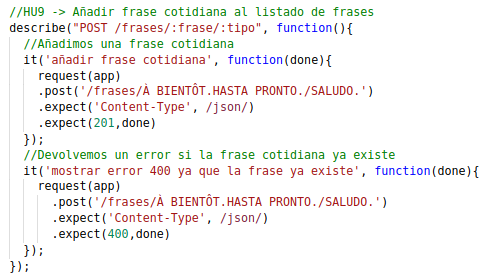 //HU9 -> Añadir frase cotidiana al listado de frases
describe("POST /frases/:frase/:tipo", function(){
  //Añadimos una frase cotidiana
  it('añadir frase cotidiana', function(done){
    request(app)
    .post('/frases/À BIENTÔT.HASTA PRONTO./SALUDO.')
    .expect('Content-Type', /json/)
    .expect(201,done)
  });
  //Devolvemos un error si la frase cotidiana ya existe
  it('mostrar error 400 ya que la frase ya existe', function(done){
    request(app)
      .post('/frases/À BIENTÔT.HASTA PRONTO./SALUDO.')
      .expect('Content-Type', /json/)
      .expect(400,done)
  });
});